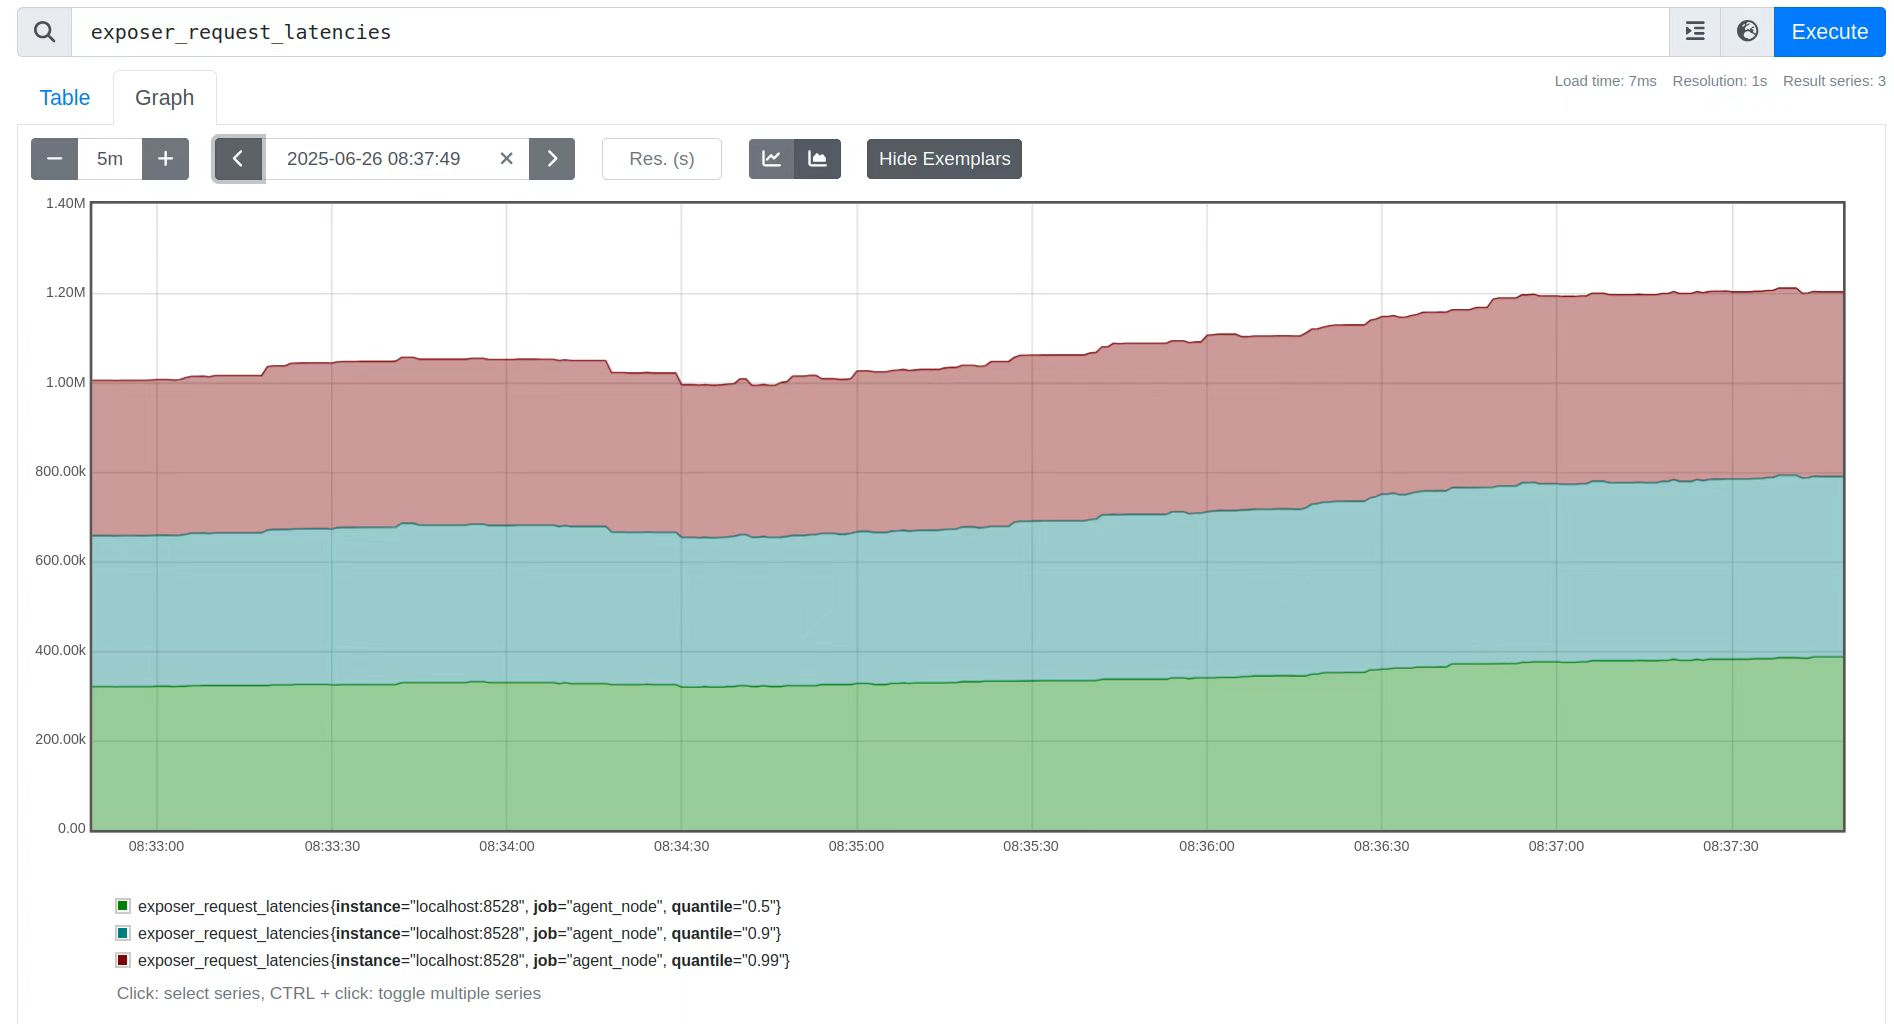 exposer_request_latencies
Execute
Table
Graph
Load time: 7ms Resolution: 1s Result series: 3
5m
2025-06-26 08:37:49
Res. (s)
Hide Exemplars
1.40M
1.20M
1.00M
800.00k
600.00k
400.00k
200.00k
0.00
08:33:00 08:33:30 08:34:00 08:34:30 08:35:00 08:35:30 08:36:00 08:36:30 08:37:00 08:37:30
exposer_request_latencies{instance="localhost:8528", job="agent_node", quantile="0.5"}
exposer_request_latencies{instance="localhost:8528", job="agent_node", quantile="0.9"}
exposer_request_latencies{instance="localhost:8528", job="agent_node", quantile="0.99"}
Click: select series, CTRL + click: toggle multiple series